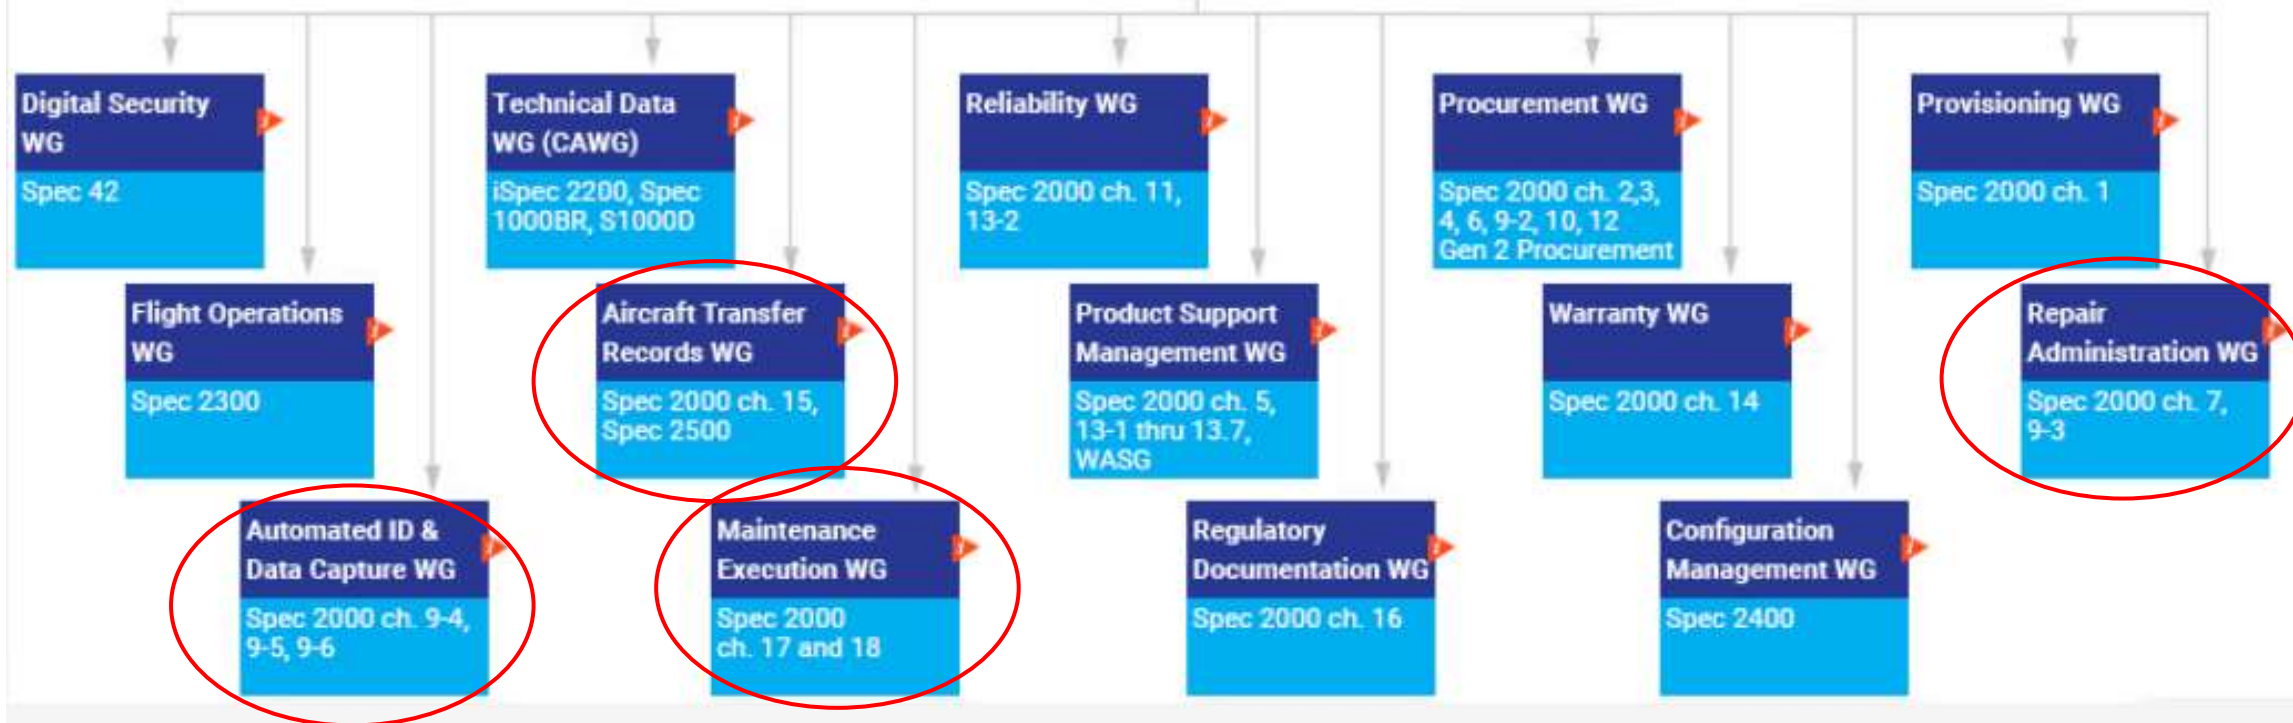 Digital Security
WG
Spec 42
Technical Data
WG (CAWG)
iSpec 2200, Spec
1000BR, S1000D
Reliability WG
Spec 2000 ch. 11,
13-2
Procurement WG
Spec 2000 ch. 2,3,
4, 6, 9-2, 10, 12
Gen 2 Procurement
Provisioning WG
Spec 2000 ch. 1
Flight Operations
WG
Spec 2300
Aircraft Transfer
Records WG
Spec 2000 ch. 15,
Spec 2500
Product Support
Management WG
Spec 2000 ch. 5,
13-1 thru 13.7,
WASG
Warranty WG
Spec 2000 ch. 14
Repair
Administration WG
Spec 2000 ch. 7,
9-3
Automated ID &
Data Capture WG
Spec 2000 ch. 9-4,
9-5, 9-6
Maintenance
Execution WG
Spec 2000
ch. 17 and 18
Regulatory
Documentation WG
Spec 2000 ch. 16
Configuration
Management WG
Spec 2400